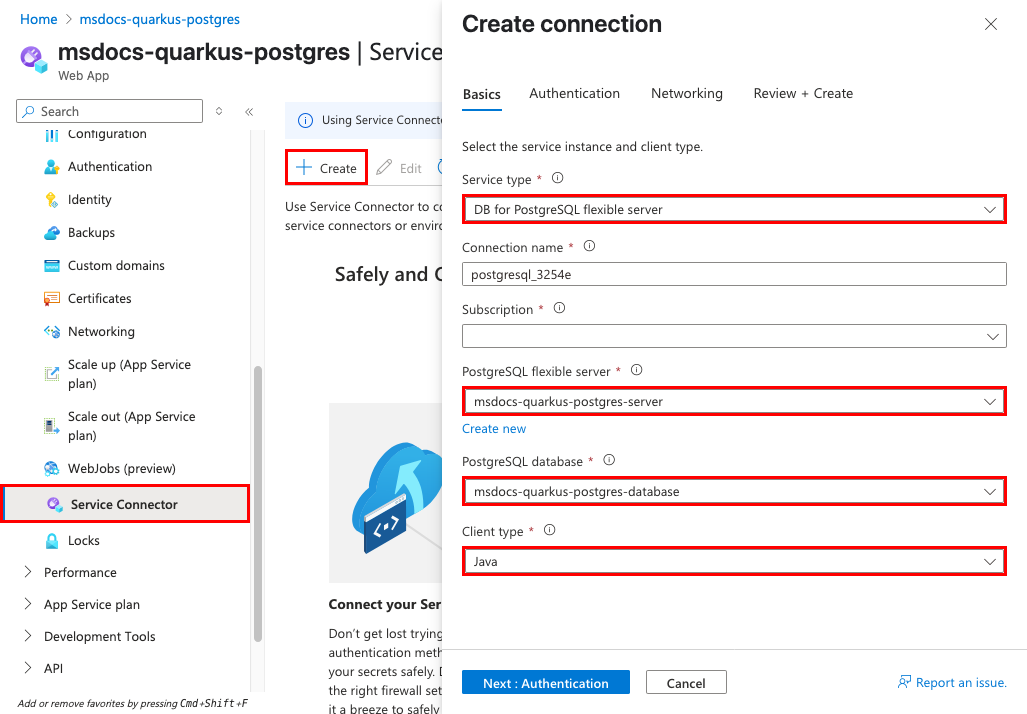 Home > msdocs-quarkus-postgres
msdocs-quarkus-postgres | Service
Web App
Search
Configuration
Authentication
Identity
Backups
Custom domains
Certificates
Networking
Scale up (App Service
plan)
Scale out (App Service
plan)
WebJobs (preview)
Service Connector
Locks
Performance
App Service plan
Development Tools
API
Add or remove favorites by pressing Cmd+Shift+F
Using Service Connecto
Create
Edit
Use Service Connector to co
service connectors or enviro
Safely and C
Connect your Ser
Don't get lost trying
authentication meth
your secrets safely. D
the right firewall set
it a breeze to safely
Create connection
Basics Authentication Networking Review + Create
Select the service instance and client type.
Service type *
DB for PostgreSQL flexible server
Connection name *
postgresql_3254e
Subscription *
PostgreSQL flexible server *
msdocs-quarkus-postgres-server
Create new
PostgreSQL database *
msdocs-quarkus-postgres-database
Client type *
Java
Next : Authentication
Cancel
Report an issue.